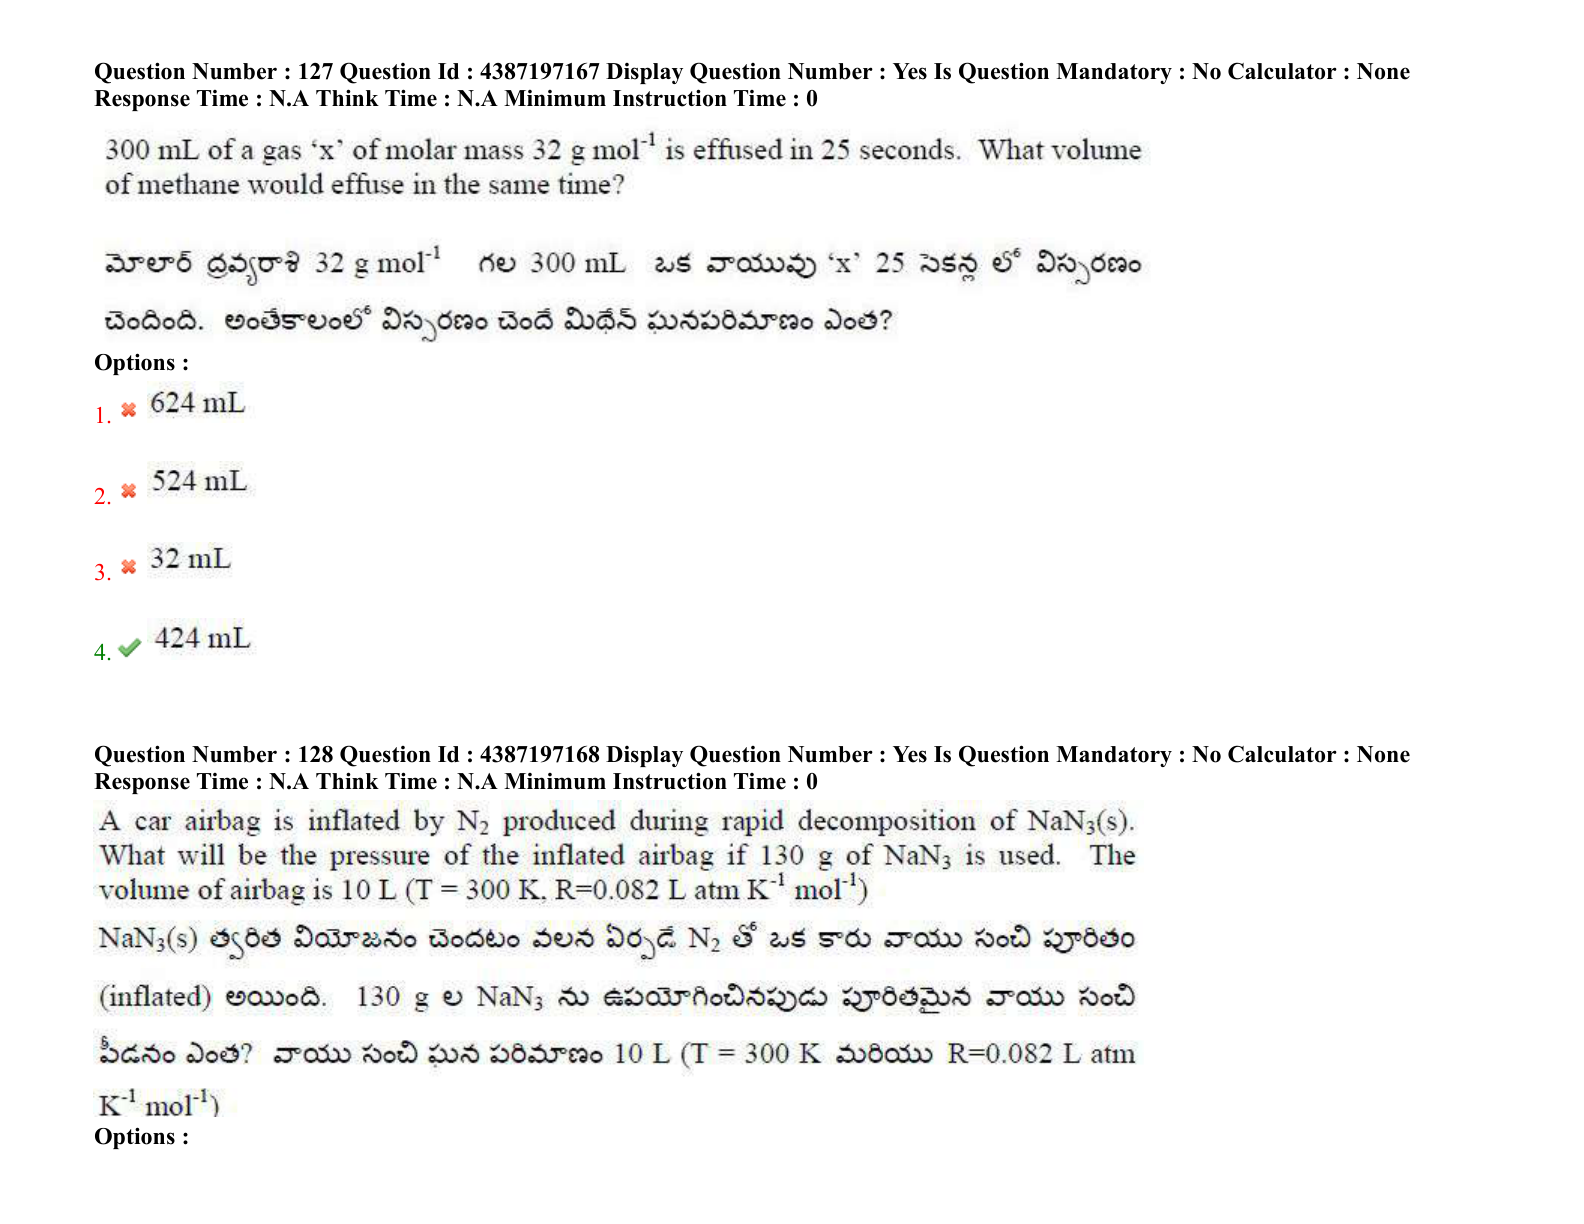 Question Number : 127 Question Id : 4387197167 Display Question Number : Yes Is Question Mandatory : No Calculator : None
Response Time : N.A Think Time : N.A Minimum Instruction Time : 0
300 mL of a gas ‘x’ of molar mass 32 g mol⁻¹ is effused in 25 seconds. What volume
of methane would effuse in the same time?
మోలార్ ద్రవ్యరాశి 32 g mol⁻¹ గల 300 mL ఒక వాయువు ‘x’ 25 సెకన్ల లో విస్సరణం
చెందింది. అంతేకాలంలో విస్సరణం చెందే మిథేన్ ఘనపరిమాణం ఎంత?
Options :
1. ✖ 624 mL
2. ✖ 524 mL
3. ✖ 32 mL
4. ✔ 424 mL
Question Number : 128 Question Id : 4387197168 Display Question Number : Yes Is Question Mandatory : No Calculator : None
Response Time : N.A Think Time : N.A Minimum Instruction Time : 0
A car airbag is inflated by N₂ produced during rapid decomposition of NaN₃(s).
What will be the pressure of the inflated airbag if 130 g of NaN₃ is used. The
volume of airbag is 10 L (T = 300 K, R=0.082 L atm K⁻¹ mol⁻¹)
NaN₃(s) త్వరిత వియోజనం చెందటం వలన ఏర్పడే N₂ తో ఒక కారు వాయు సంచి పూరితం
(inflated) అయింది. 130 g ల NaN₃ ను ఉపయోగించినపుడు పూరితమైన వాయు సంచి
పీడనం ఎంత? వాయు సంచి ఘన పరిమాణం 10 L (T = 300 K మరియు R=0.082 L atm
K⁻¹ mol⁻¹)
Options :